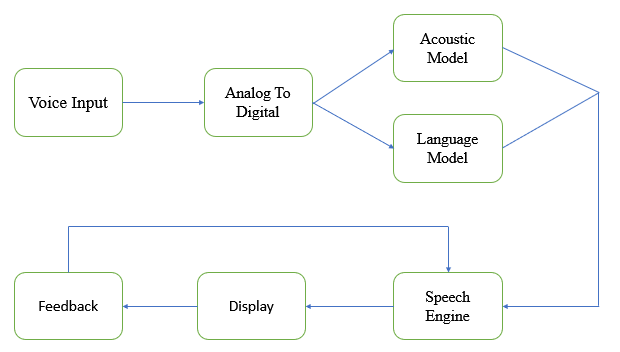 Voice Input
Analog To
Digital
Acoustic
Model
Language
Model
Feedback
Display
Speech
Engine